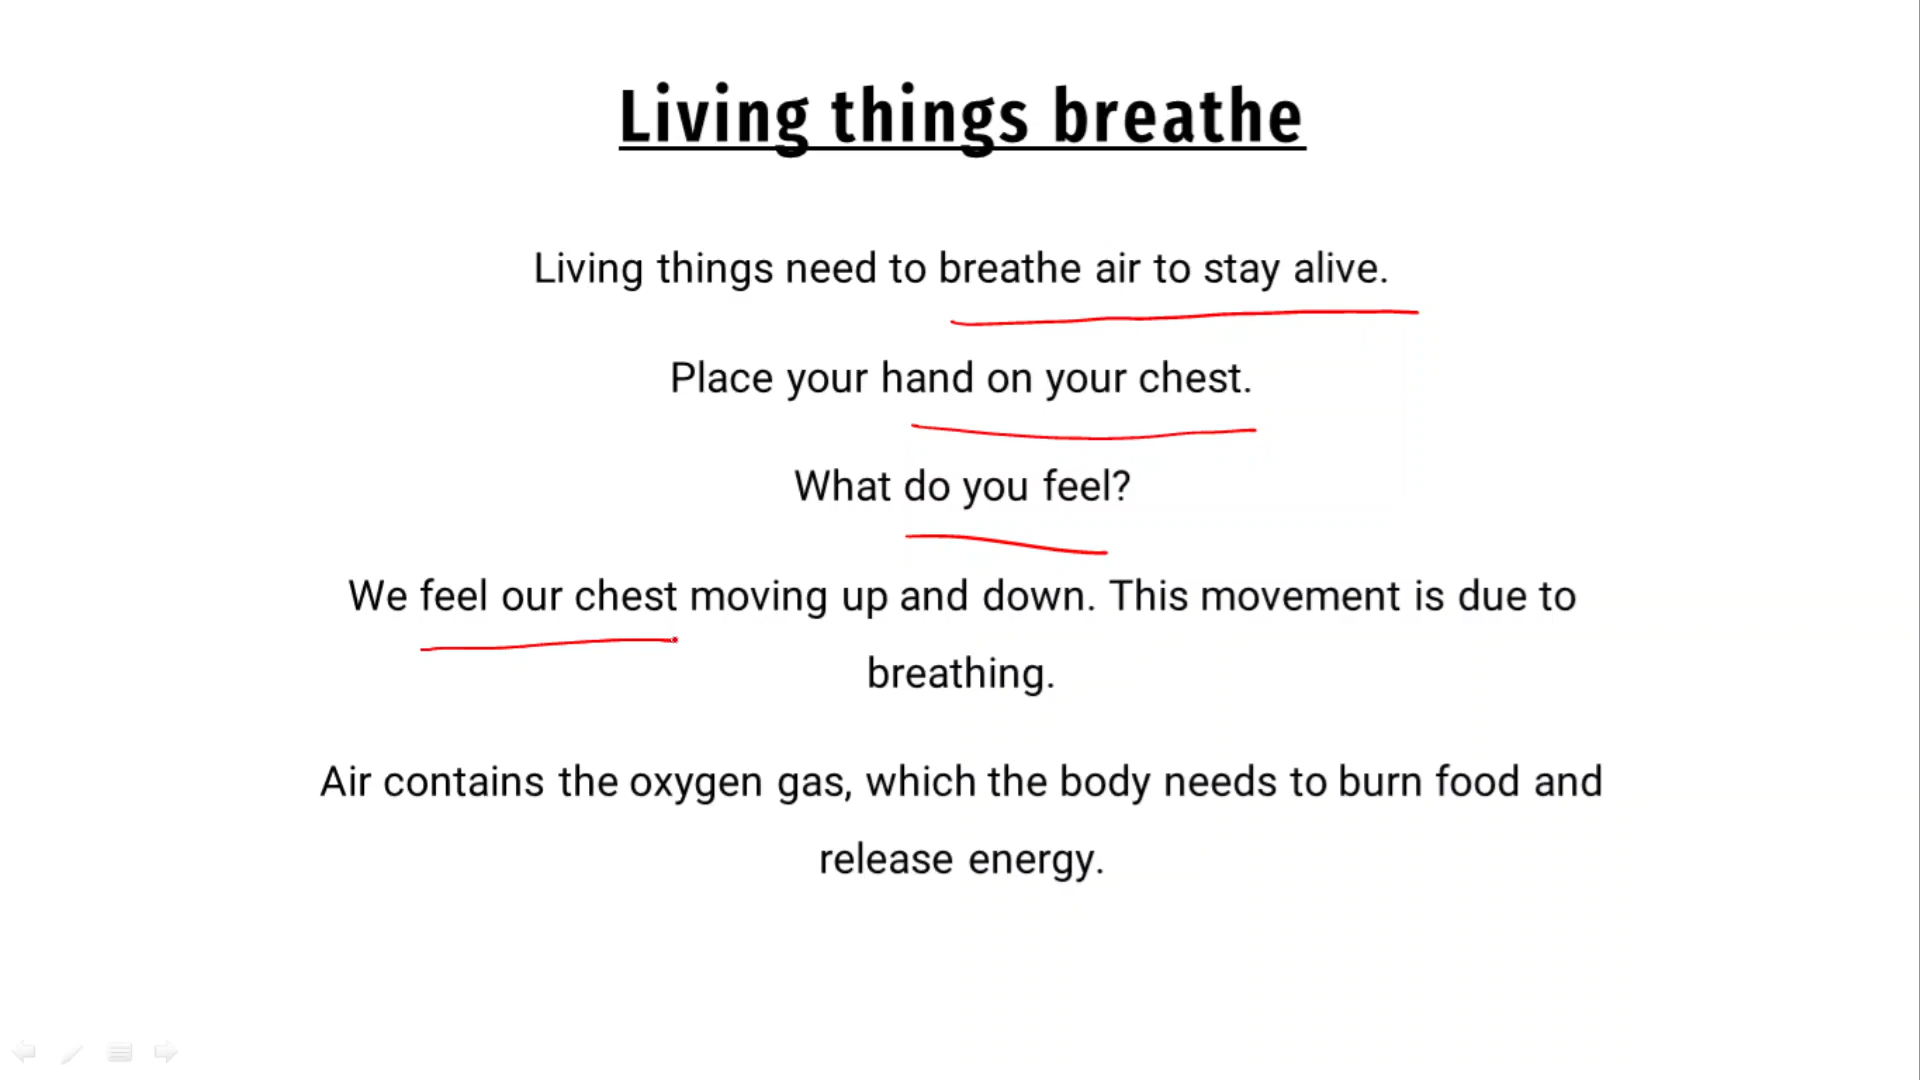 Living things breathe
Living things need to breathe air to stay alive.
Place your hand on your chest.
What do you feel?
We feel our chest moving up and down. This movement is due to
breathing.
Air contains the oxygen gas, which the body needs to burn food and
release energy.